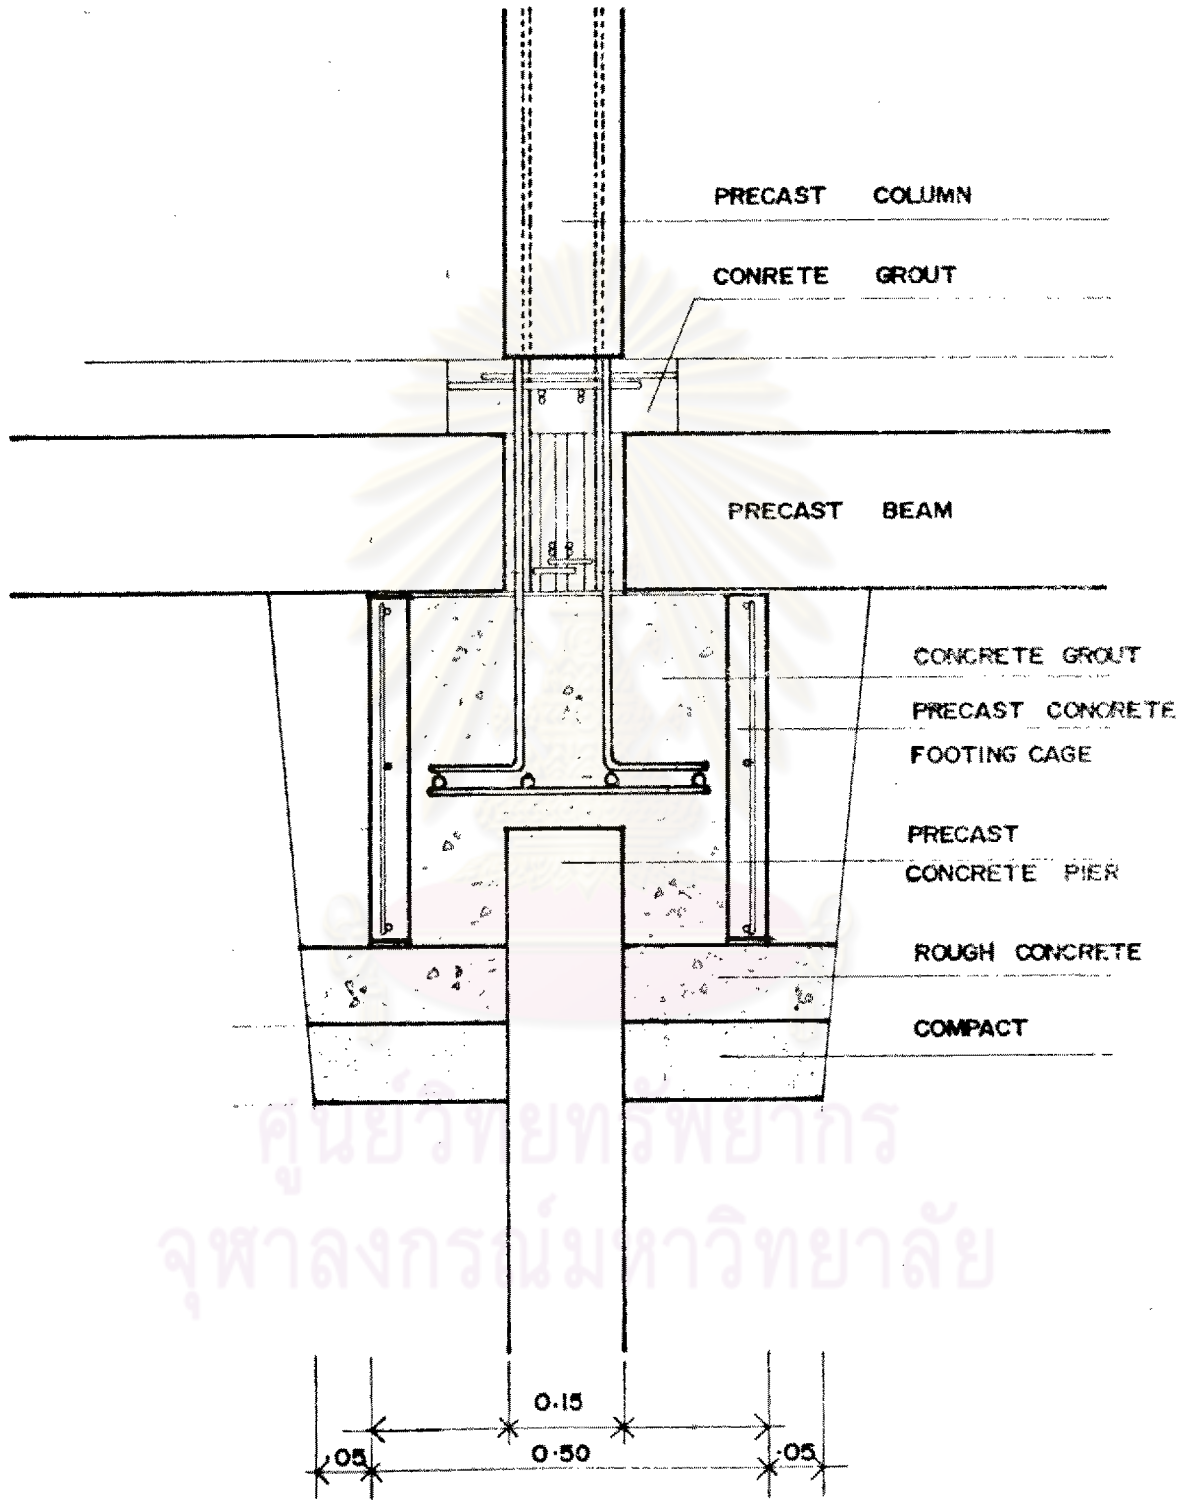 PRECAST COLUMN
CONRETE GROUT
PRECAST BEAM
CONCRETE GROUT
PRECAST CONCRETE
FOOTING CAGE
PRECAST
CONCRETE PIER
ROUGH CONCRETE
COMPACT
ศูนย์วิทยทรัพยากร
จุฬาลงกรณ์มหาวิทยาลัย
0.15
.05 0.50 .05